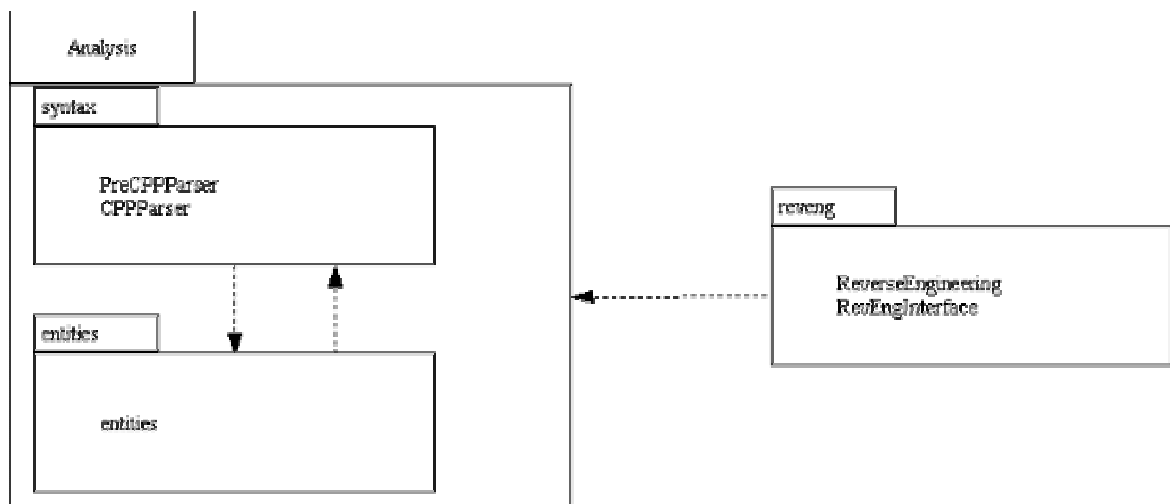 Analysis
syntax
PreCPPParser
CPPParser
entities
entities
reveng
ReverseEngineering
RevEngInterface